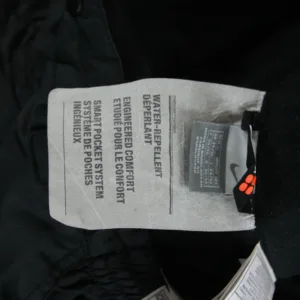 WATER-REPELLENT
DÉPERLANT
ENGINEERED COMFORT
ÉTUDIÉ POUR LE CONFORT
SMART POCKET SYSTEM
SYSTÈME DE POCHES
INGÉNIEUX